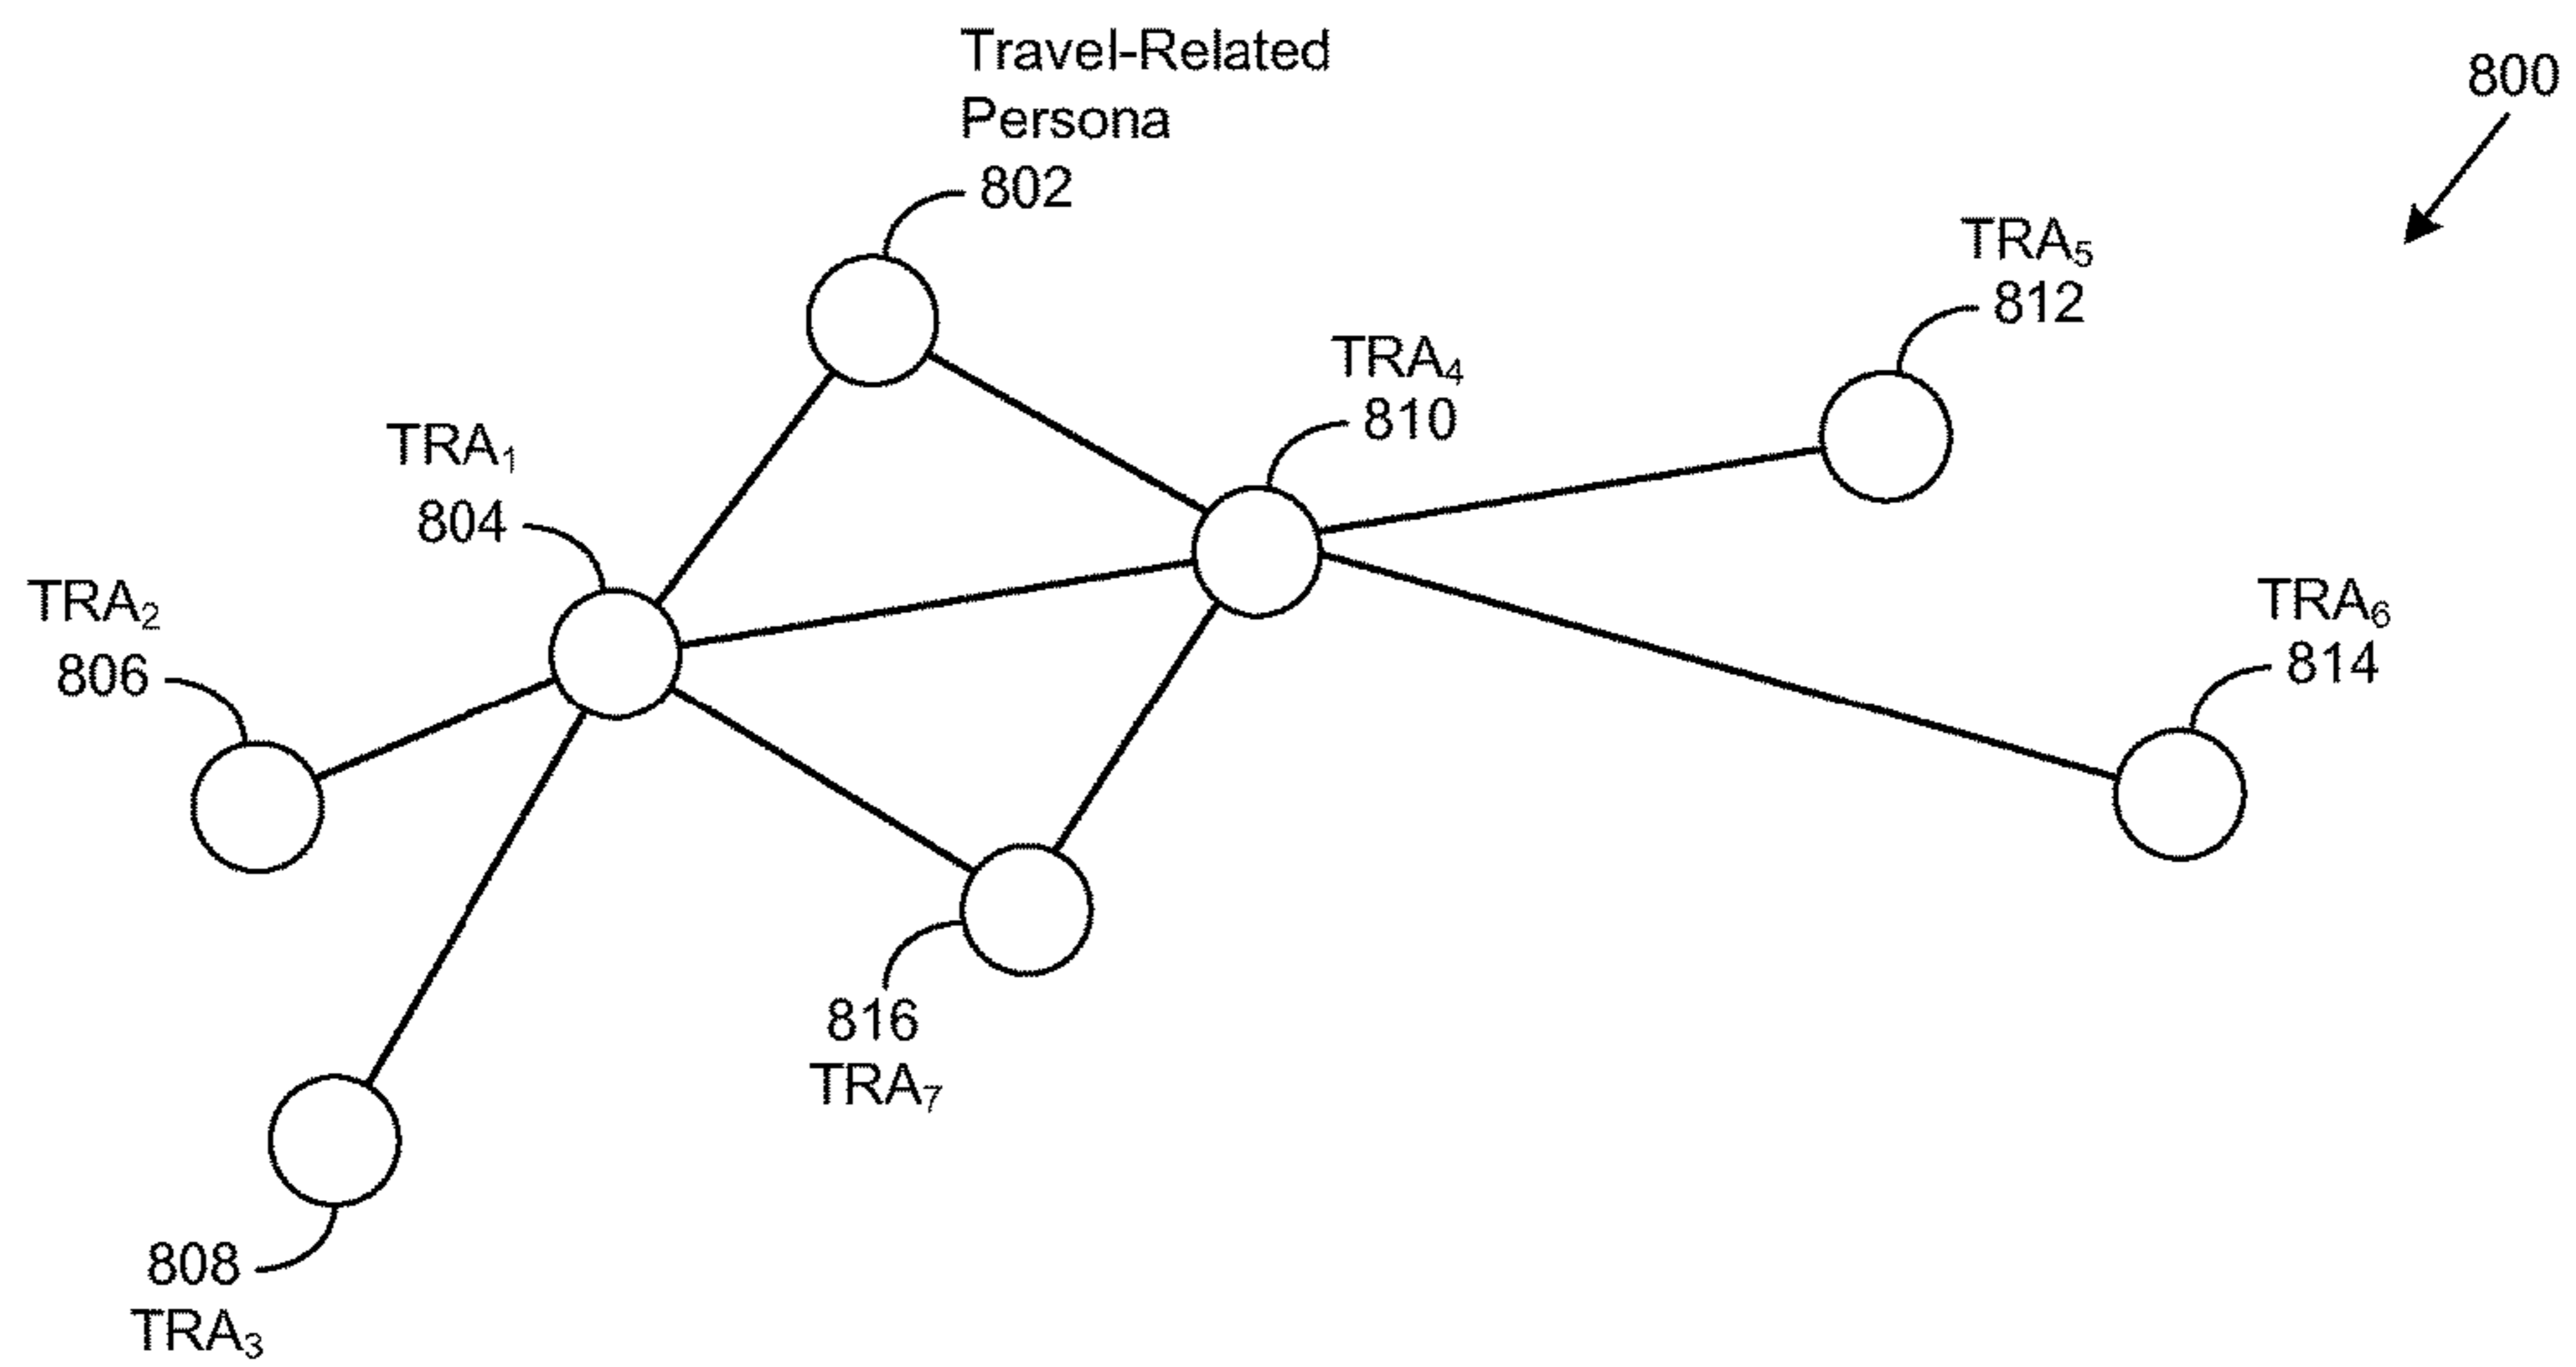 Travel-Related
Persona
802
800
TRA₅
812
TRA₄
810
TRA₁
804
TRA₂
806
TRA₆
814
816
TRA₇
808
TRA₃